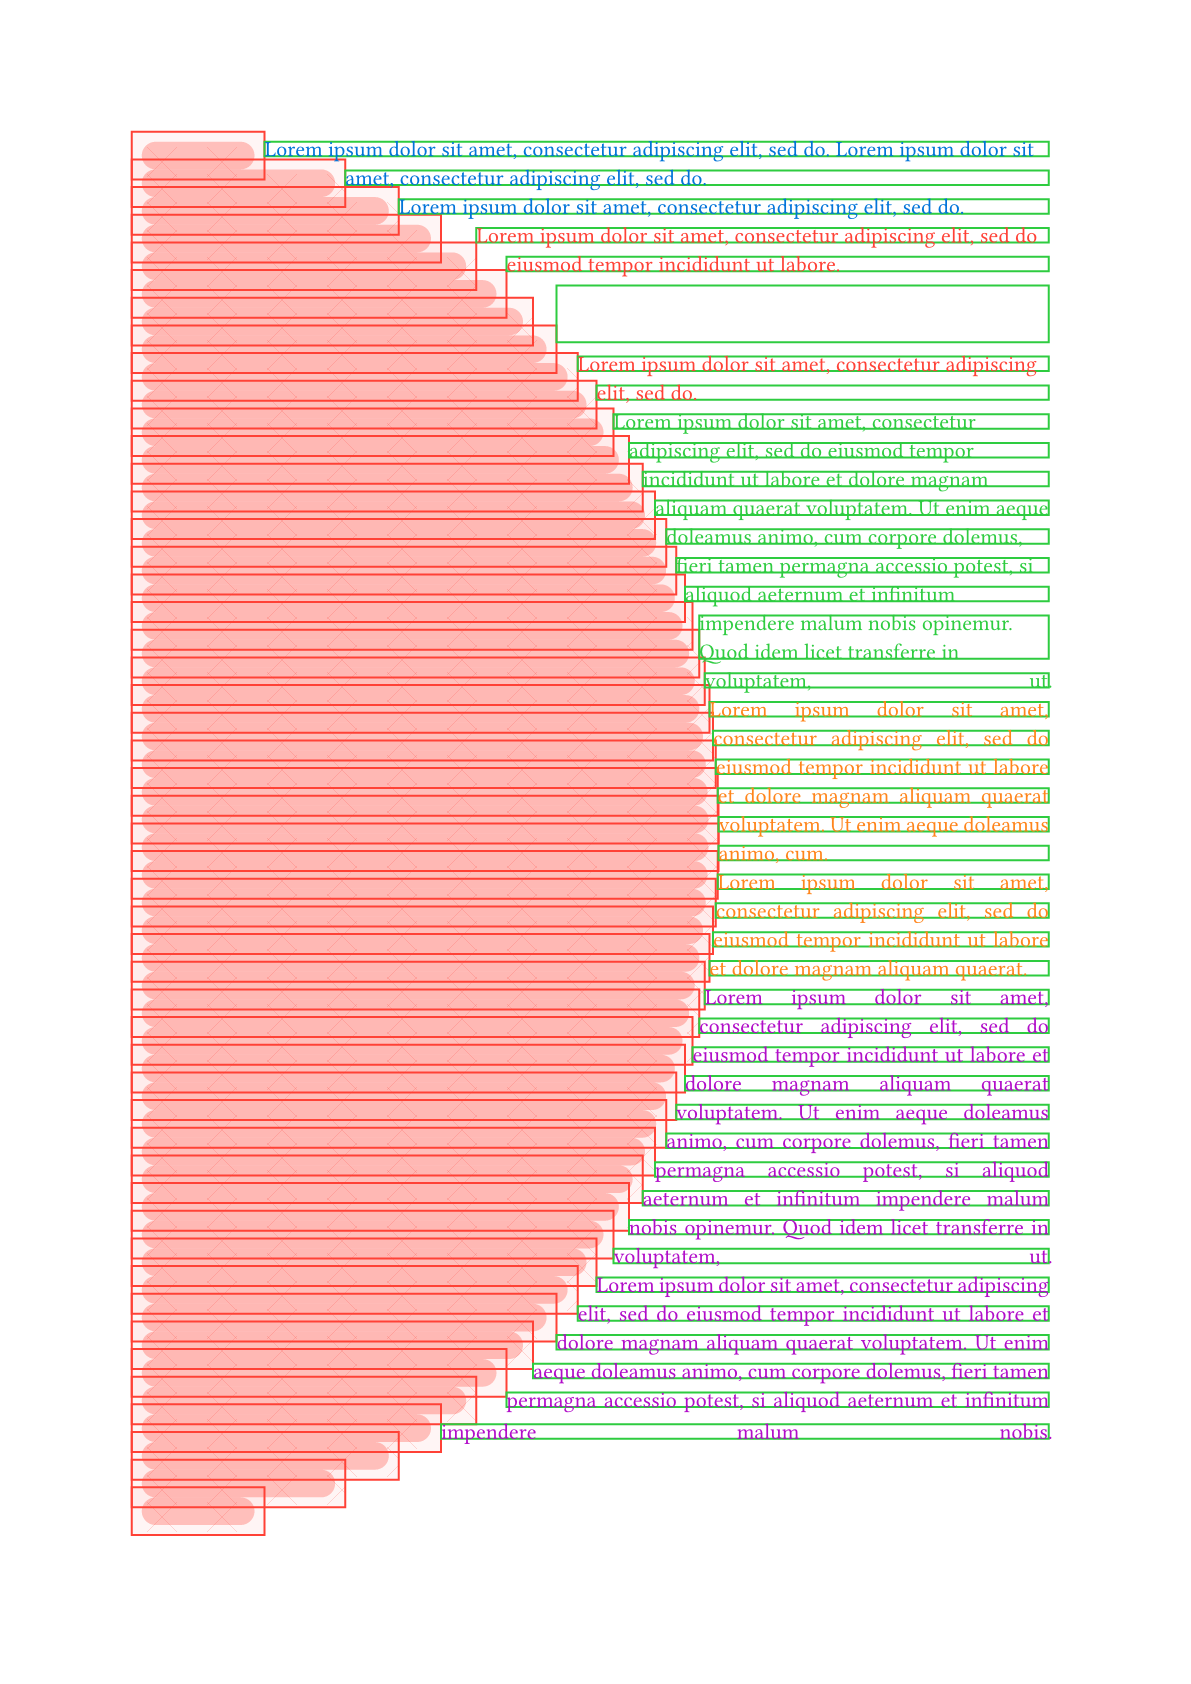 Lorem ipsum dolor sit amet, consectetur adipiscing elit, sed do. Lorem ipsum dolor sit
amet, consectetur adipiscing elit, sed do.
Lorem ipsum dolor sit amet, consectetur adipiscing elit, sed do.
Lorem ipsum dolor sit amet, consectetur adipiscing elit, sed do
eiusmod tempor incididunt ut labore.
Lorem ipsum dolor sit amet, consectetur adipiscing
elit, sed do.
Lorem ipsum dolor sit amet, consectetur
adipiscing elit, sed do eiusmod tempor
incididunt ut labore et dolore magnam
aliquam quaerat voluptatem. Ut enim aeque
doleamus animo, cum corpore dolemus,
fieri tamen permagna accessio potest, si
aliquod aeternum et infinitum
impendere malum nobis opinemur.
Quod idem licet transferre in
voluptatem, ut.
Lorem ipsum dolor sit amet,
consectetur adipiscing elit, sed do
eiusmod tempor incididunt ut labore
et dolore magnam aliquam quaerat
voluptatem. Ut enim aeque doleamus
animo, cum.
Lorem ipsum dolor sit amet,
consectetur adipiscing elit, sed do
eiusmod tempor incididunt ut labore
et dolore magnam aliquam quaerat.
Lorem ipsum dolor sit amet,
consectetur adipiscing elit, sed do
eiusmod tempor incididunt ut labore et
dolore magnam aliquam quaerat
voluptatem. Ut enim aeque doleamus
animo, cum corpore dolemus, fieri tamen
permagna accessio potest, si aliquod
aeternum et infinitum impendere malum
nobis opinemur. Quod idem licet transferre in
voluptatem, ut.
Lorem ipsum dolor sit amet, consectetur adipiscing
elit, sed do eiusmod tempor incididunt ut labore et
dolore magnam aliquam quaerat voluptatem. Ut enim
aeque doleamus animo, cum corpore dolemus, fieri tamen
permagna accessio potest, si aliquod aeternum et infinitum
impendere malum nobis.